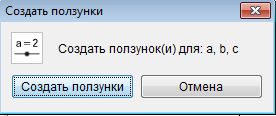 Создать ползунки
a = 2
Создать ползунок(и) для: a, b, c
Создать ползунки
Отмена